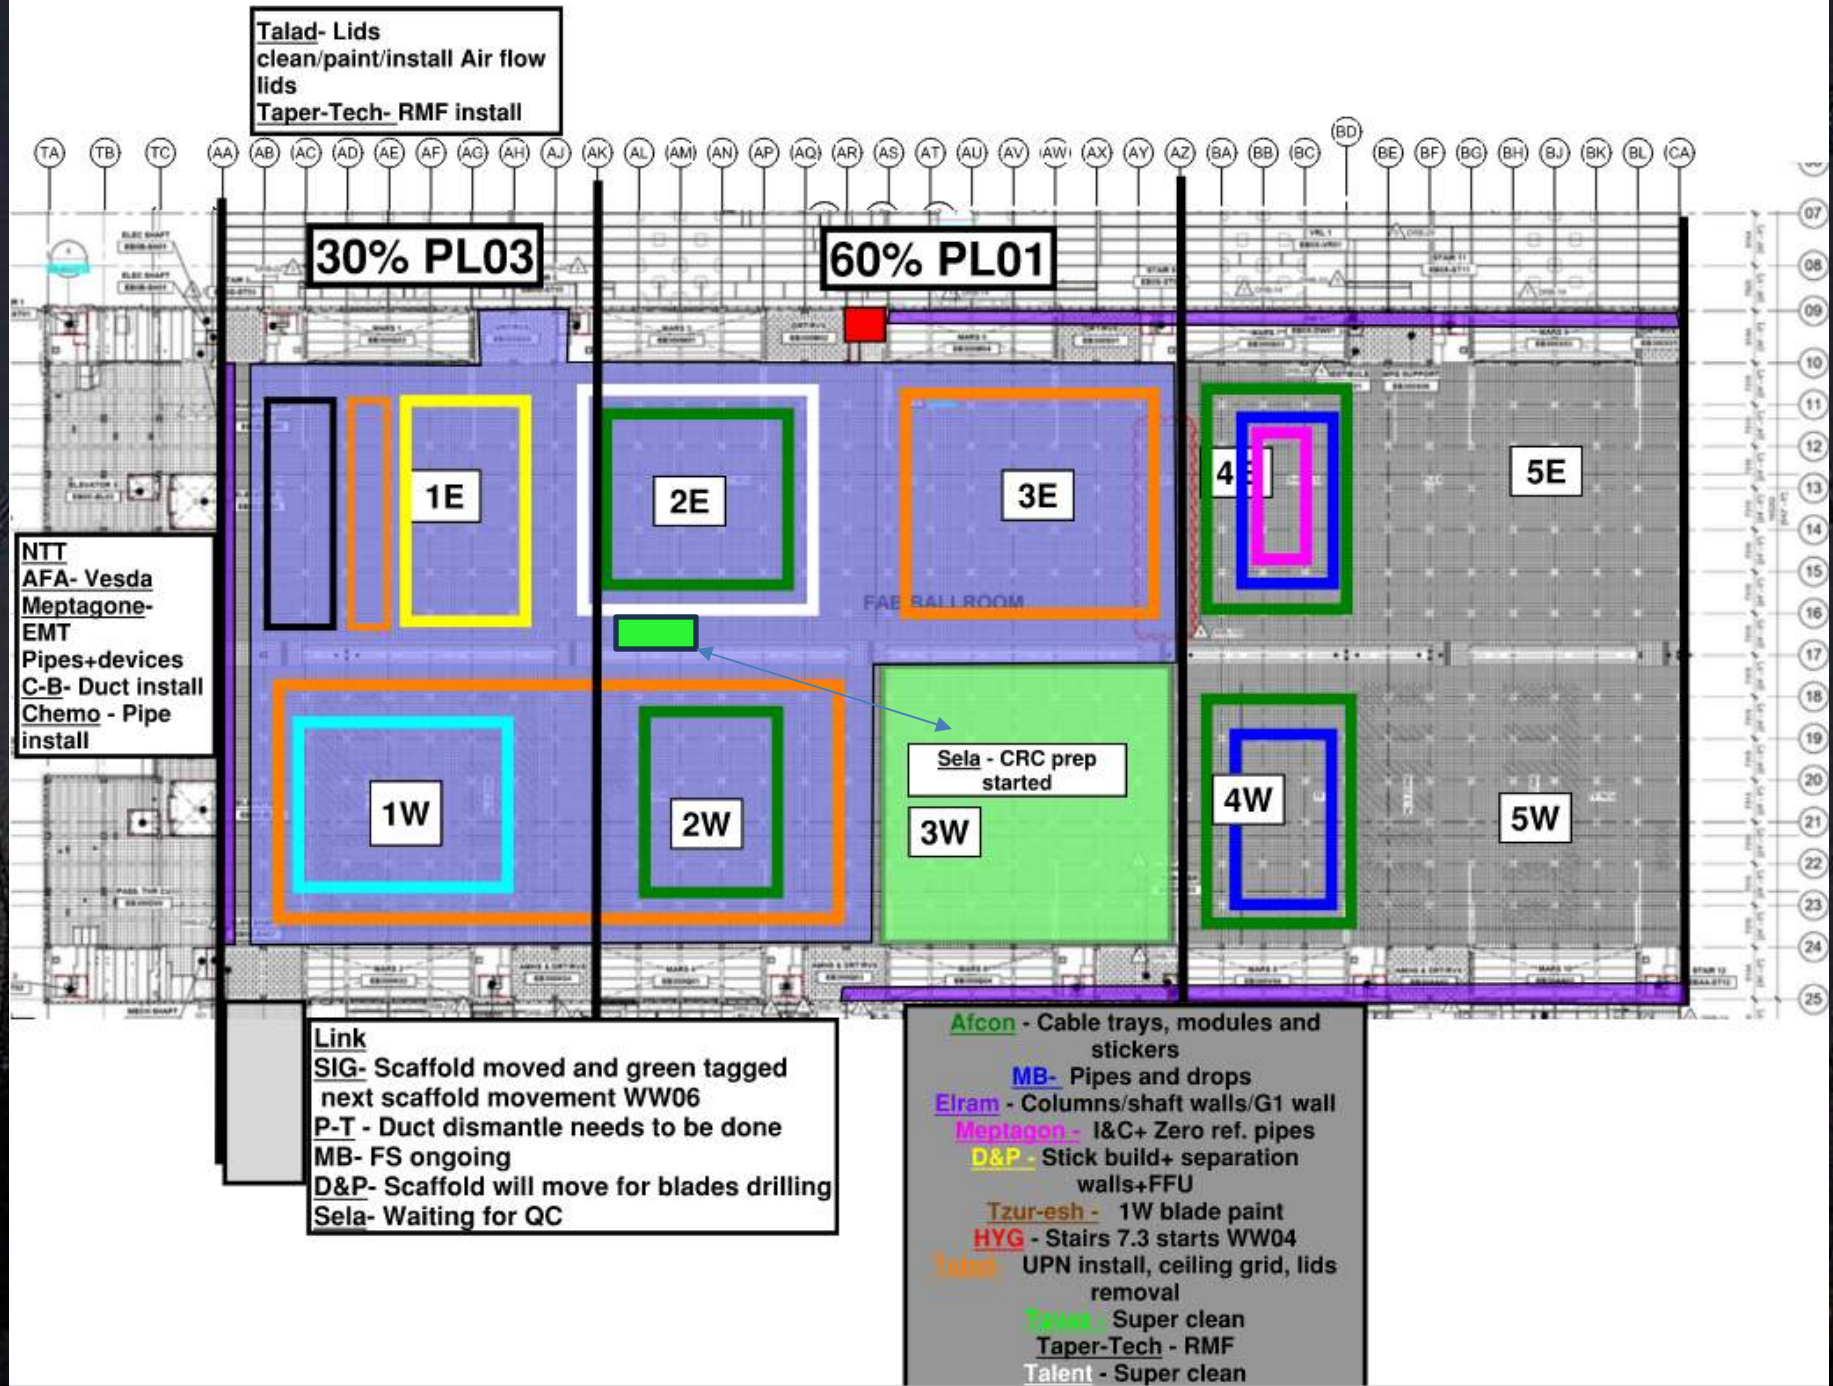 Talad- Lids
clean/paint/install Air flow
lids
Taper-Tech- RMF install
TA TB TC AA AB AC AD AE AF AG AH AJ AK AL AM AN AP AQ AR AS AT AU AV AW AX AY AZ BA BB BC BD BE BF BG BH BJ BK BL CA
30% PL03
60% PL01
07
08
09
10
11
12
13
14
15
16
17
18
19
20
21
22
23
24
25
ELEC SHAFT
ELEC SHAFT
MARS 1
1E
2E
3E
5E
FAB BALLROOM
NTT
AFA- Vesda
Meptagone-
EMT
Pipes+devices
C-B- Duct install
Chemo - Pipe
install
1W
2W
Sela - CRC prep
started
3W
4W
5W
Link
SIG- Scaffold moved and green tagged
next scaffold movement WW06
P-T - Duct dismantle needs to be done
MB- FS ongoing
D&P- Scaffold will move for blades drilling
Sela- Waiting for QC
Afcon - Cable trays, modules and
stickers
MB- Pipes and drops
Elram - Columns/shaft walls/G1 wall
Meptagon - I&C+ Zero ref. pipes
D&P - Stick build+ separation
walls+FFU
Tzur-esh - 1W blade paint
HYG - Stairs 7.3 starts WW04
UPN install, ceiling grid, lids
removal
Super clean
Taper-Tech - RMF
Talent - Super clean